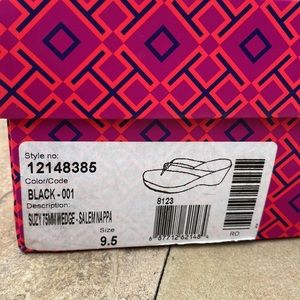 Style no:
12148385
Color/Code
BLACK - 001
Description:
SUZY 75MM WEDGE - SALEM NAPPA
Size
9.5
8123
RO